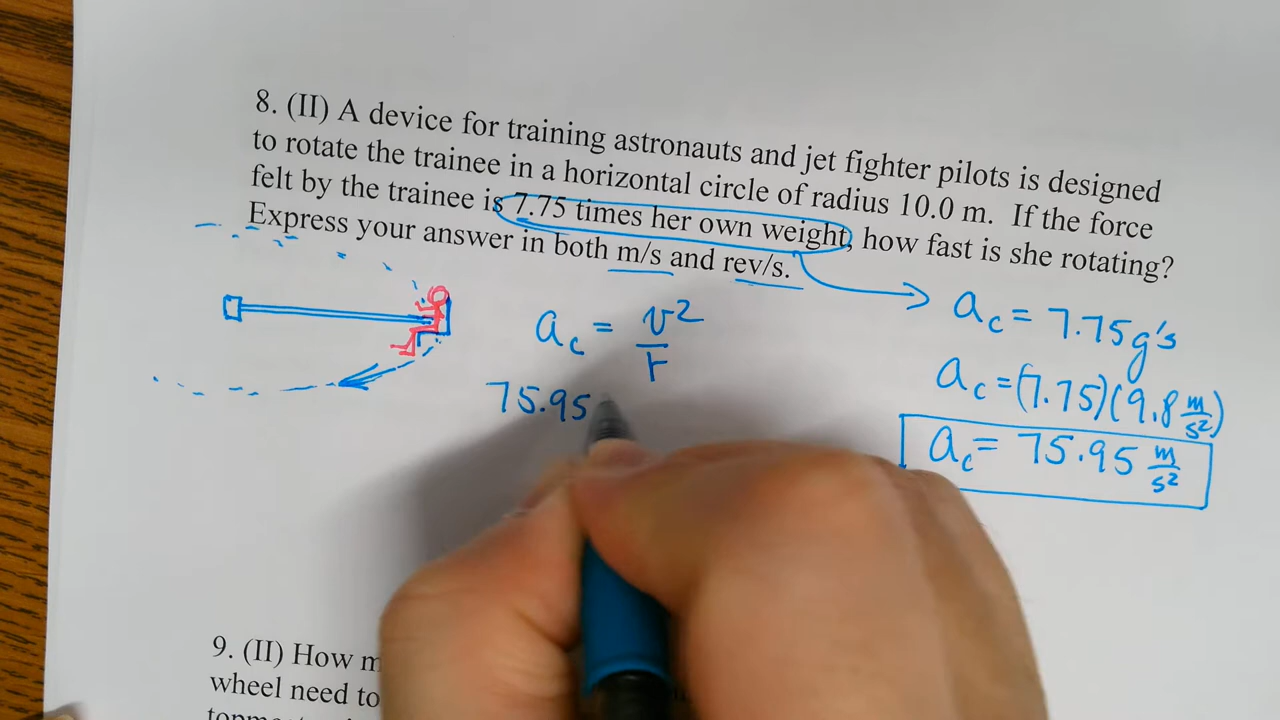 8. (II) A device for training astronauts and jet fighter pilots is designed
to rotate the trainee in a horizontal circle of radius 10.0 m. If the force
felt by the trainee is 7.75 times her own weight, how fast is she rotating?
Express your answer in both m/s and rev/s.
a_c = v²/r
75.95
a_c = 7.75g's
a_c = (7.75)(9.8 m/s²)
a_c = 75.95 m/s²
9. (II) How
wheel need to